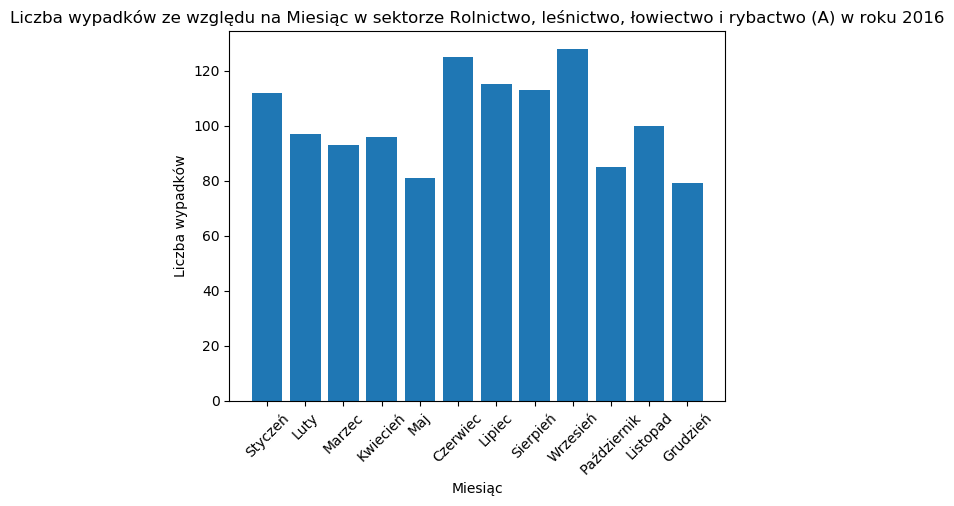 Liczba wypadków ze względu na Miesiąc w sektorze Rolnictwo, leśnictwo, łowiectwo i rybactwo (A) w roku 2016
Liczba wypadków
120
100
80
60
40
20
0
Styczeń
Luty
Marzec
Kwiecień
Maj
Czerwiec
Lipiec
Sierpień
Wrzesień
Październik
Listopad
Grudzień
Miesiąc